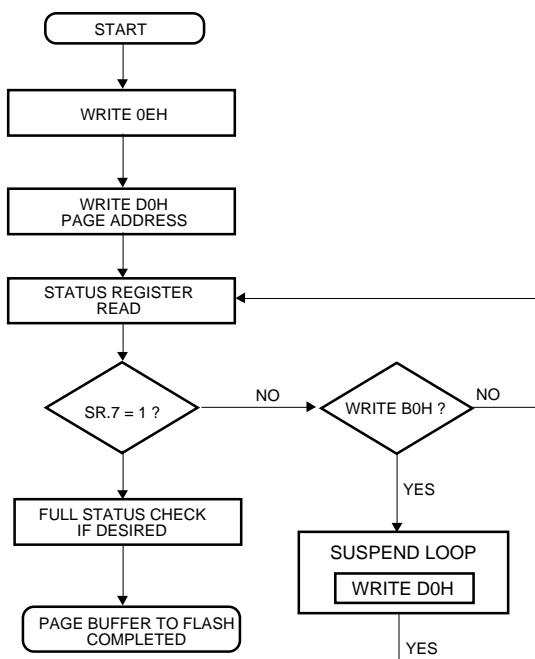 START
WRITE 0EH
WRITE D0H
PAGE ADDRESS
STATUS REGISTER
READ
SR.7 = 1 ?
NO
WRITE B0H ?
NO
YES
FULL STATUS CHECK
IF DESIRED
SUSPEND LOOP
WRITE D0H
PAGE BUFFER TO FLASH
COMPLETED
YES